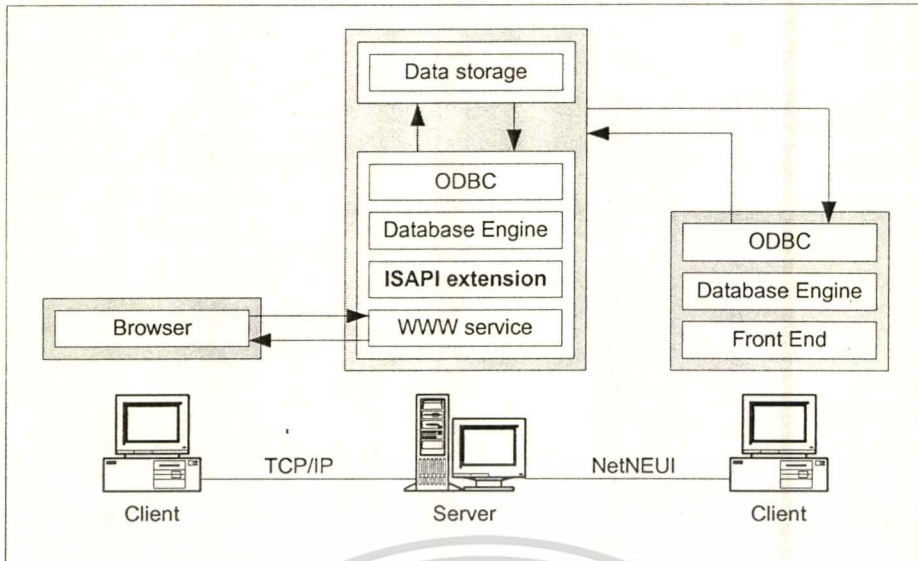 Data storage
ODBC
Database Engine
ISAPI extension
WWW service
Browser
ODBC
Database Engine
Front End
TCP/IP
NetNEUI
Client
Server
Client